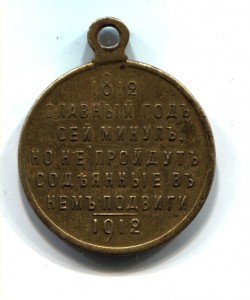 1812
СЛАВНЫЙ ГОДЪ
СЕЙ МИНУЛЪ,
НО НЕ ПРОЙДУТЪ
СОДѢЯННЫЕ ВЪ
НЕМЪ ПОДВИГИ
1912